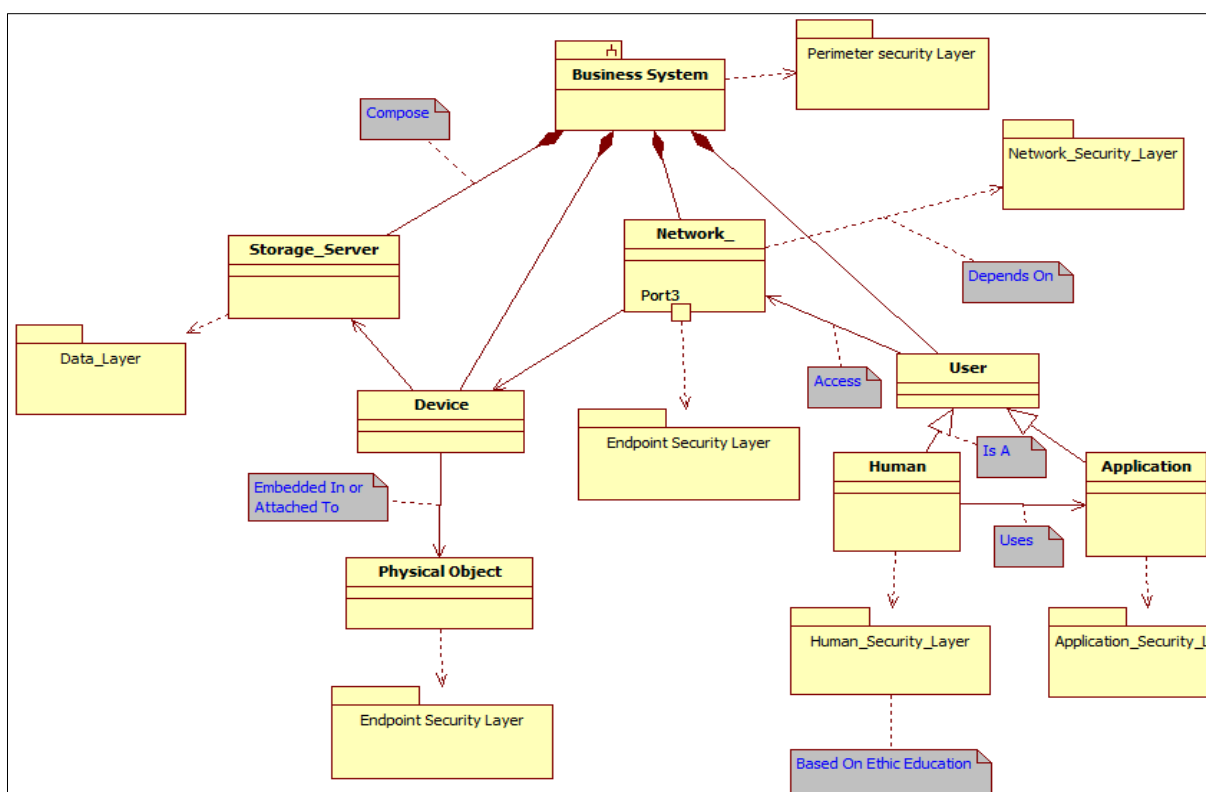 Business System
Perimeter security Layer
Compose
Network_Security_Layer
Storage_Server
Network_
Port3
Depends On
Data_Layer
Device
Access
User
Endpoint Security Layer
Is A
Human
Application
Embedded In or
Attached To
Uses
Physical Object
Human_Security_Layer
Application_Security_L
Endpoint Security Layer
Based On Ethic Education